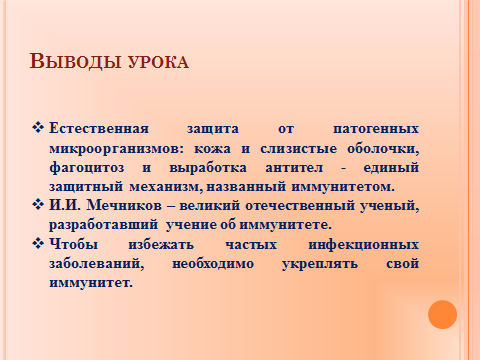 Выводы урока
❖ Естественная защита от патогенных
микроорганизмов: кожа и слизистые оболочки,
фагоцитоз и выработка антител - единый
защитный механизм, названный иммунитетом.
❖ И.И. Мечников – великий отечественный ученый,
разработавший учение об иммунитете.
❖ Чтобы избежать частых инфекционных
заболеваний, необходимо укреплять свой
иммунитет.